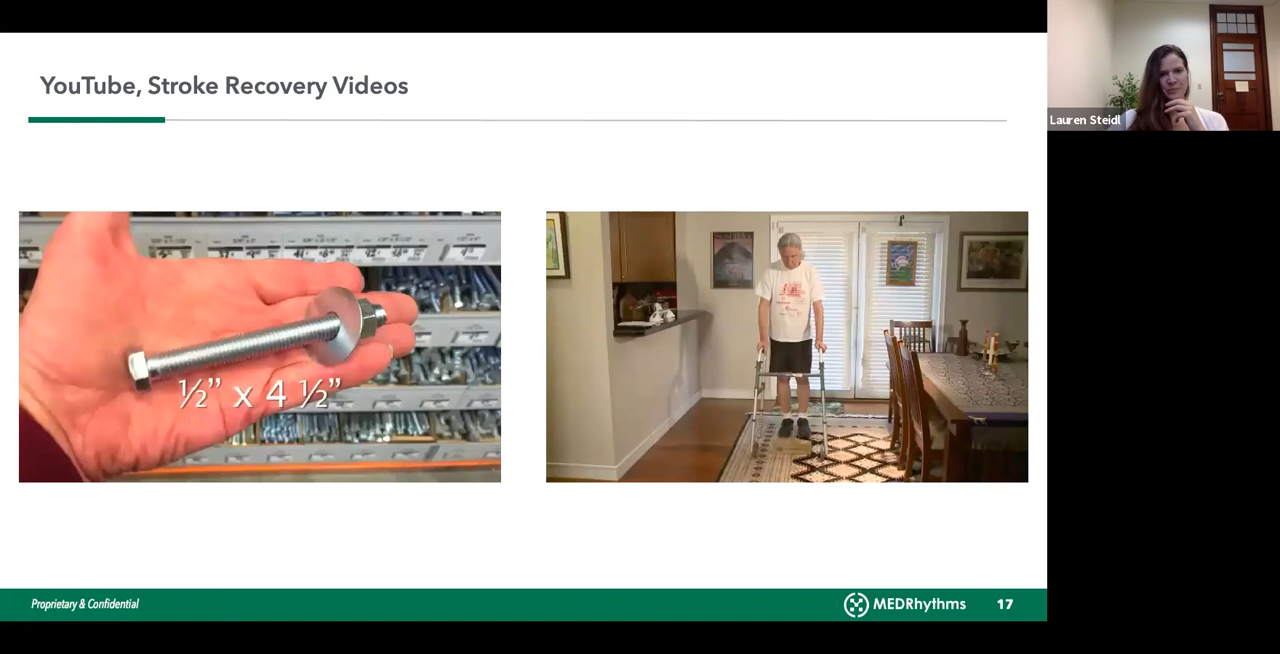 YouTube, Stroke Recovery Videos
Lauren Steidl
½” x 4 ½”
Proprietary & Confidential
MEDRhythms
17